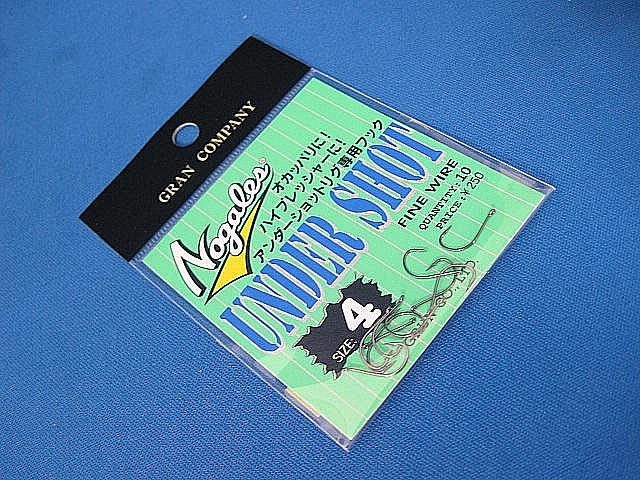 GRAN COMPANY
Nogales®
オカッパリに!
ハイプレッシャーに!
アンダーショットリグ専用フック
UNDER SHOT
FINE WIRE
QUANTITY: 10
PRICE: ¥250
SIZE: 4